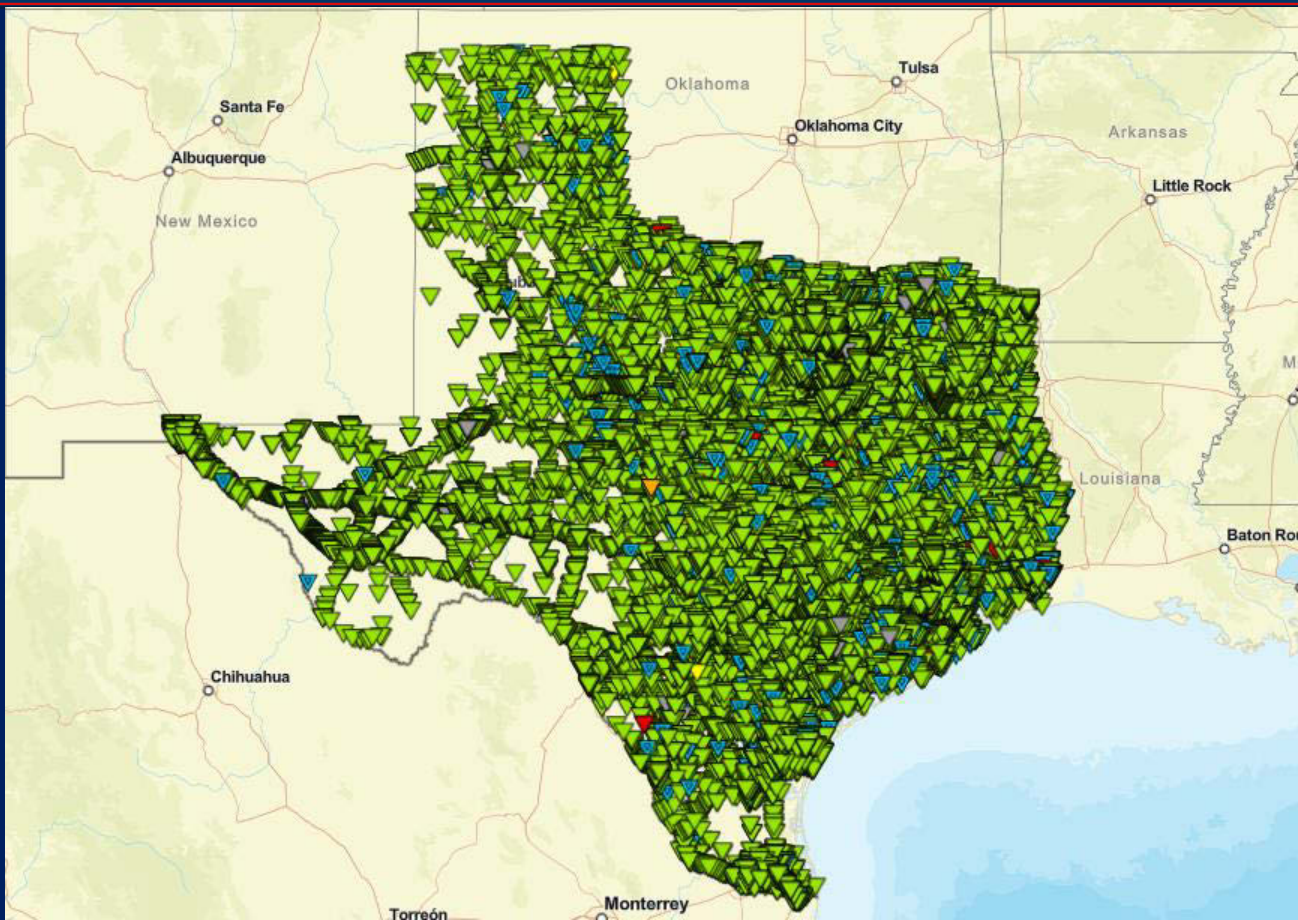 Tulsa
Oklahoma
Santa Fe
Oklahoma City
Arkansas
Albuquerque
Little Rock
New Mexico
Louisiana
Baton Rou
Chihuahua
Monterrey
Torreón